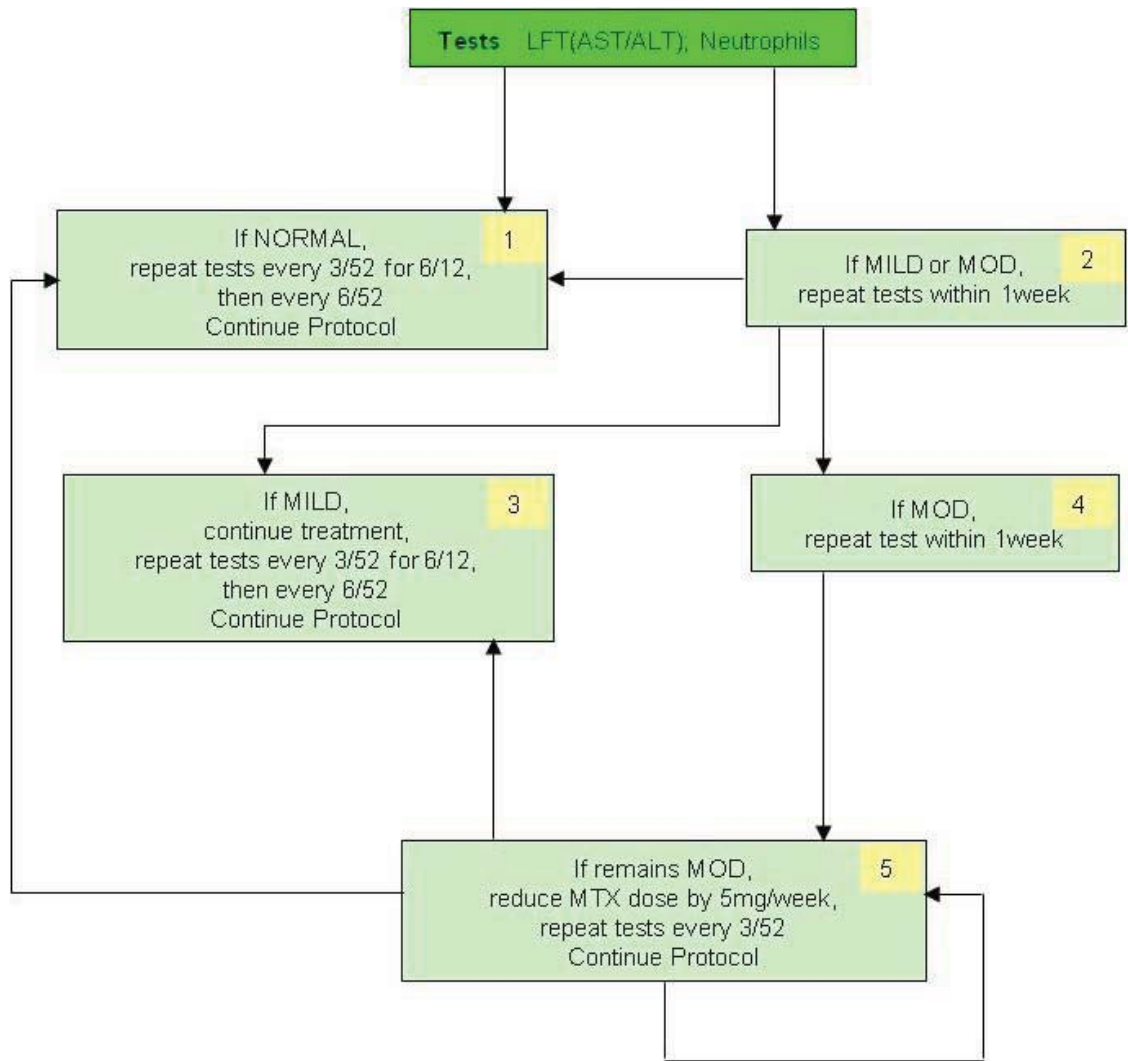 Tests LFT(AST/ALT); Neutrophils
1
If NORMAL,
repeat tests every 3/52 for 6/12,
then every 6/52
Continue Protocol
2
If MILD or MOD,
repeat tests within 1week
3
If MILD,
continue treatment,
repeat tests every 3/52 for 6/12,
then every 6/52
Continue Protocol
4
If MOD,
repeat test within 1week
5
If remains MOD,
reduce MTX dose by 5mg/week,
repeat tests every 3/52
Continue Protocol